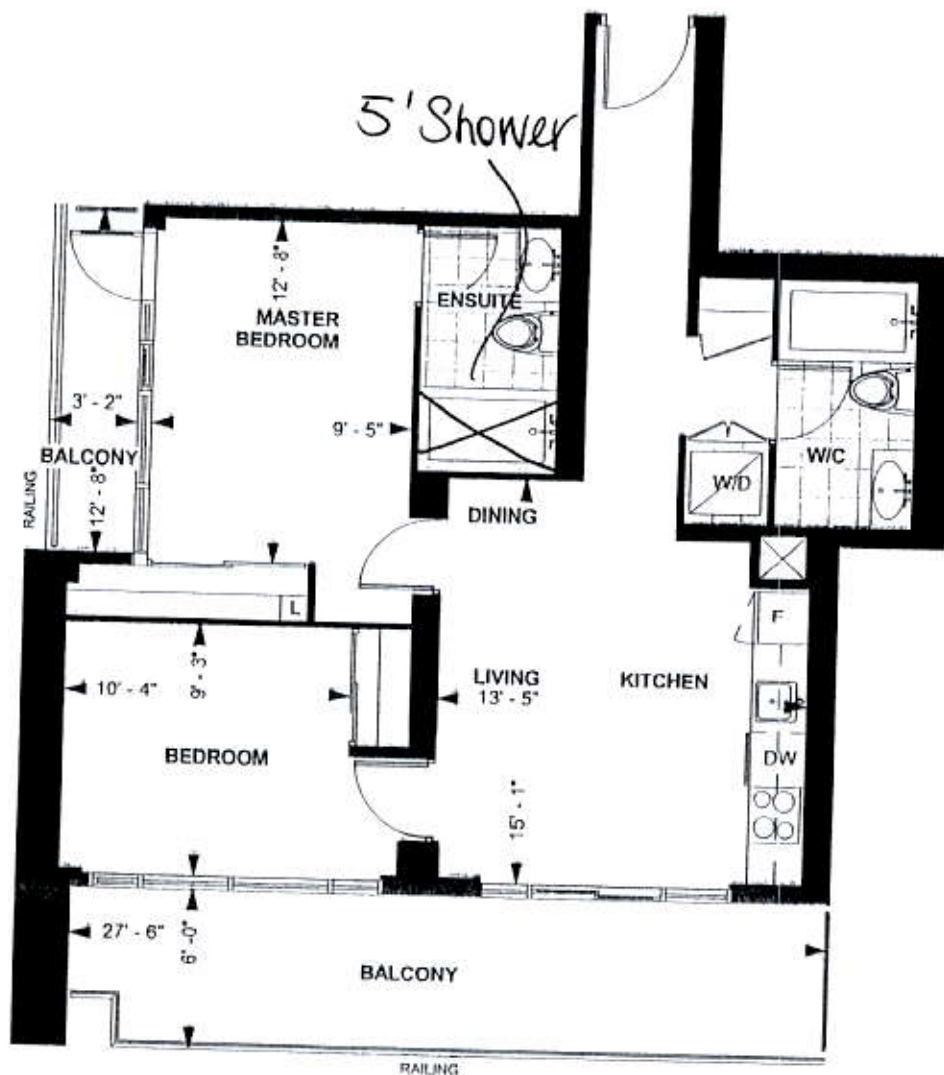 5' Shower
12' - 8"
MASTER
BEDROOM
ENSUITE
3' - 2"
BALCONY
12' - 8"
RAILING
9' - 5"
DINING
W/D
W/C
L
F
9' - 3"
10' - 4"
BEDROOM
LIVING
13' - 5"
KITCHEN
DW
15' - 1"
27' - 6"
6' - 0"
BALCONY
RAILING